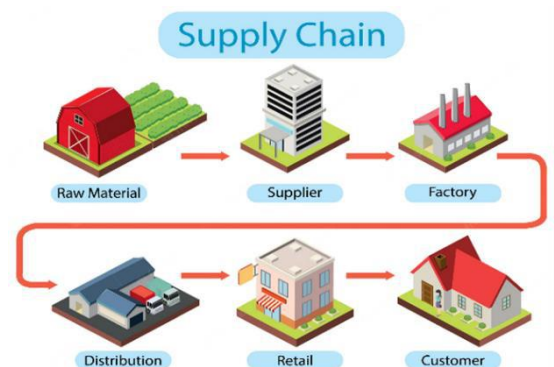 Supply Chain
Raw Material
Supplier
Factory
Distribution
Retail
Customer